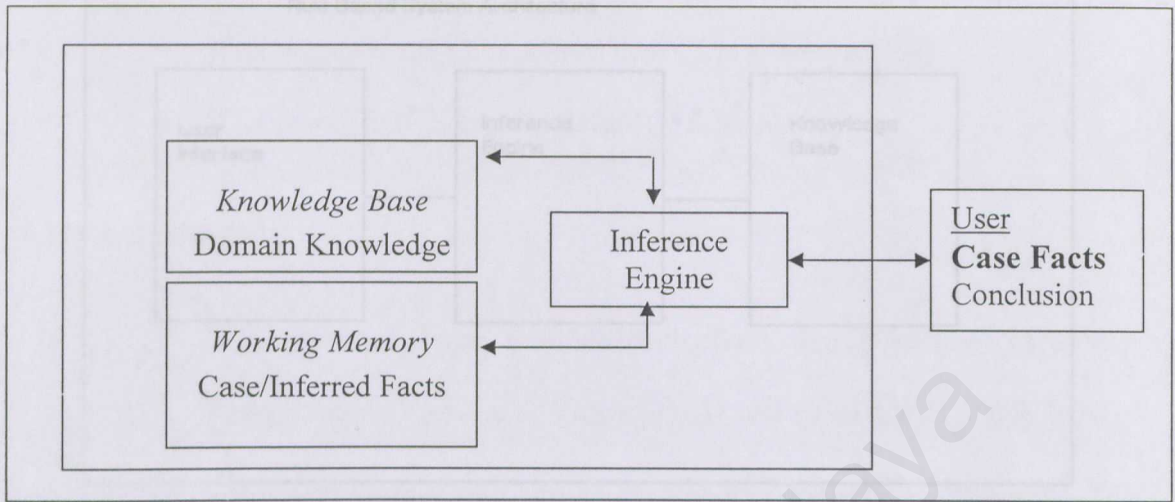 Knowledge Base
Domain Knowledge
Working Memory
Case/Inferred Facts
Inference
Engine
User
Case Facts
Conclusion